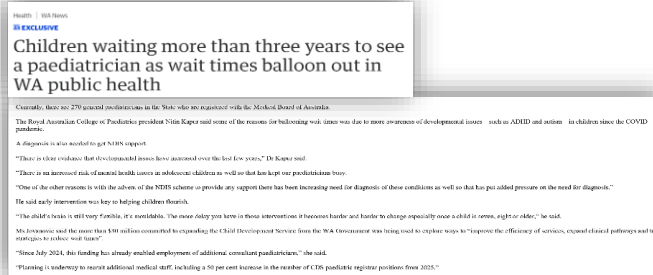 Health | WA News
EXCLUSIVE
Children waiting more than three years to see
a paediatrician as wait times balloon out in
WA public health
Currently, there are 270 general paediatricians in the State who are registered with the Medical Board of Australia.
The Royal Australian College of Paediatrics president Nitin Kapur said some of the reasons for ballooning wait times was due to more awareness of developmental issues – such as ADHD and autism – in children since the COVID
pandemic.
A diagnosis is also needed to get NDIS support.
“There is clear evidence that developmental issues have increased over the last few years,” Dr Kapur said.
“There is an increased risk of mental health issues in adolescent children as well so that has kept our paediatricians busy.
“One of the other reasons is with the advent of the NDIS scheme to provide any support there has been increasing need for diagnosis of these conditions as well so that has put added pressure on the need for diagnosis.”
He said early intervention was key to helping children flourish.
“The child’s brain is still very flexible, it’s mouldable. The more delay you have in those interventions it becomes harder and harder to change especially once a child is seven, eight or older,” he said.
Ms Jovanovic said the more than $30 million committed to expanding the Child Development Service from the WA Government was being used to explore ways to “improve the efficiency of services, expand clinical pathways and
strategies to reduce wait times”.
“Since July 2024, this funding has already enabled employment of additional consultant paediatricians,” she said.
“Planning is underway to recruit additional medical staff, including a 50 per cent increase in the number of CDS paediatric registrar positions from 2025.”